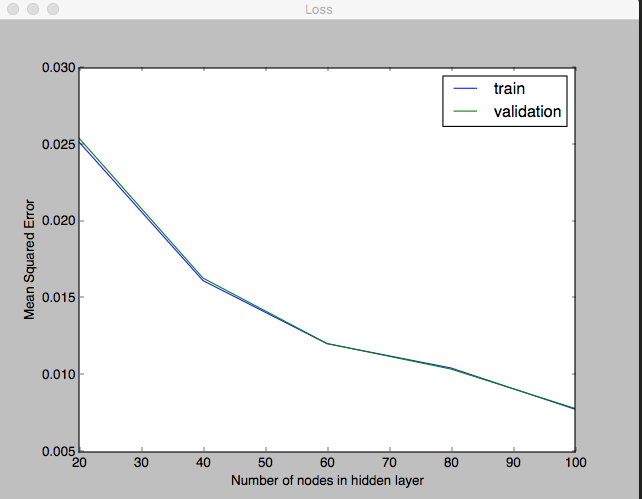 Loss
0.030
0.025
0.020
0.015
0.010
0.005
Mean Squared Error
train
validation
20 30 40 50 60 70 80 90 100
Number of nodes in hidden layer